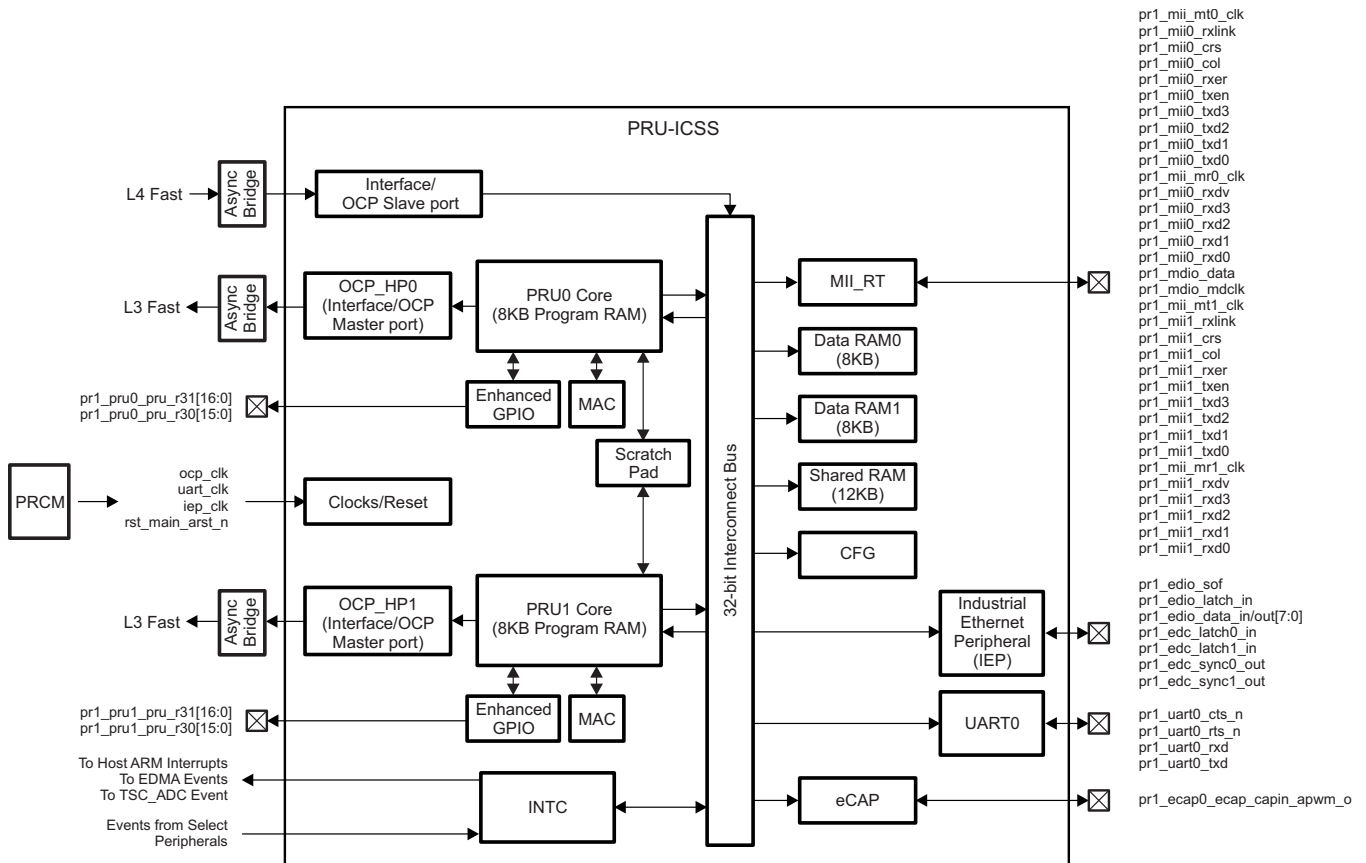 PRU-ICSS
L4 Fast
Async
Bridge
Interface/
OCP Slave port
L3 Fast
Async
Bridge
OCP_HP0
(Interface/OCP
Master port)
PRU0 Core
(8KB Program RAM)
pr1_pru0_pru_r31[16:0]
pr1_pru0_pru_r30[15:0]
Enhanced
GPIO
MAC
Scratch
Pad
PRCM
ocp_clk
uart_clk
iep_clk
rst_main_arst_n
Clocks/Reset
L3 Fast
Async
Bridge
OCP_HP1
(Interface/OCP
Master port)
PRU1 Core
(8KB Program RAM)
pr1_pru1_pru_r31[16:0]
pr1_pru1_pru_r30[15:0]
Enhanced
GPIO
MAC
To Host ARM Interrupts
To EDMA Events
To TSC_ADC Event
Events from Select
Peripherals
INTC
32-bit Interconnect Bus
MII_RT
Data RAM0
(8KB)
Data RAM1
(8KB)
Shared RAM
(12KB)
CFG
Industrial
Ethernet
Peripheral
(IEP)
UART0
eCAP
pr1_mii_mt0_clk
pr1_mii0_rxlink
pr1_mii0_crs
pr1_mii0_col
pr1_mii0_rxer
pr1_mii0_txen
pr1_mii0_txd3
pr1_mii0_txd2
pr1_mii0_txd1
pr1_mii0_txd0
pr1_mii_mr0_clk
pr1_mii0_rxdv
pr1_mii0_rxd3
pr1_mii0_rxd2
pr1_mii0_rxd1
pr1_mii0_rxd0
pr1_mdio_data
pr1_mdio_mdclk
pr1_mii_mt1_clk
pr1_mii1_rxlink
pr1_mii1_crs
pr1_mii1_col
pr1_mii1_rxer
pr1_mii1_txen
pr1_mii1_txd3
pr1_mii1_txd2
pr1_mii1_txd1
pr1_mii1_txd0
pr1_mii_mr1_clk
pr1_mii1_rxdv
pr1_mii1_rxd3
pr1_mii1_rxd2
pr1_mii1_rxd1
pr1_mii1_rxd0
pr1_edio_sof
pr1_edio_latch_in
pr1_edio_data_in/out[7:0]
pr1_edc_latch0_in
pr1_edc_latch1_in
pr1_edc_sync0_out
pr1_edc_sync1_out
pr1_uart0_cts_n
pr1_uart0_rts_n
pr1_uart0_rxd
pr1_uart0_txd
pr1_ecap0_ecap_capin_apwm_o